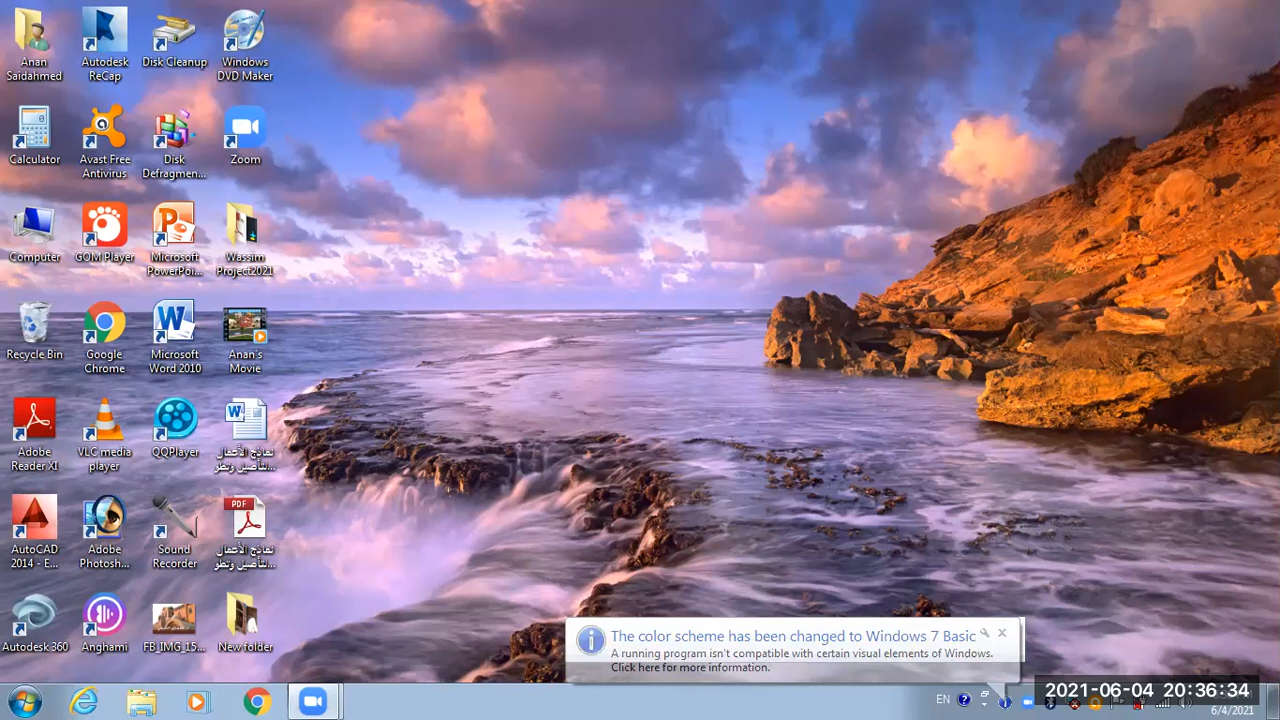 Anan
Saidahmed
Autodesk
ReCap
Disk Cleanup
Windows
DVD Maker
Calculator
Avast Free
Antivirus
Disk
Defragmen...
Zoom
Computer
GOM Player
Microsoft
PowerPoi...
Wassim
Project2021
Recycle Bin
Google
Chrome
Microsoft
Word 2010
Anan's
Movie
Adobe
Reader XI
VLC media
player
QQPlayer
نماذج الأعمال
AutoCAD
2014 - E...
Adobe
Photosh...
Sound
Recorder
PDF
نماذج الأعمال
Autodesk 360
Anghami
FB_IMG_15...
New folder
The color scheme has been changed to Windows 7 Basic
A running program isn't compatible with certain visual elements of Windows.
Click here for more information.
EN
2021-06-04 20:36:34
6/4/2021